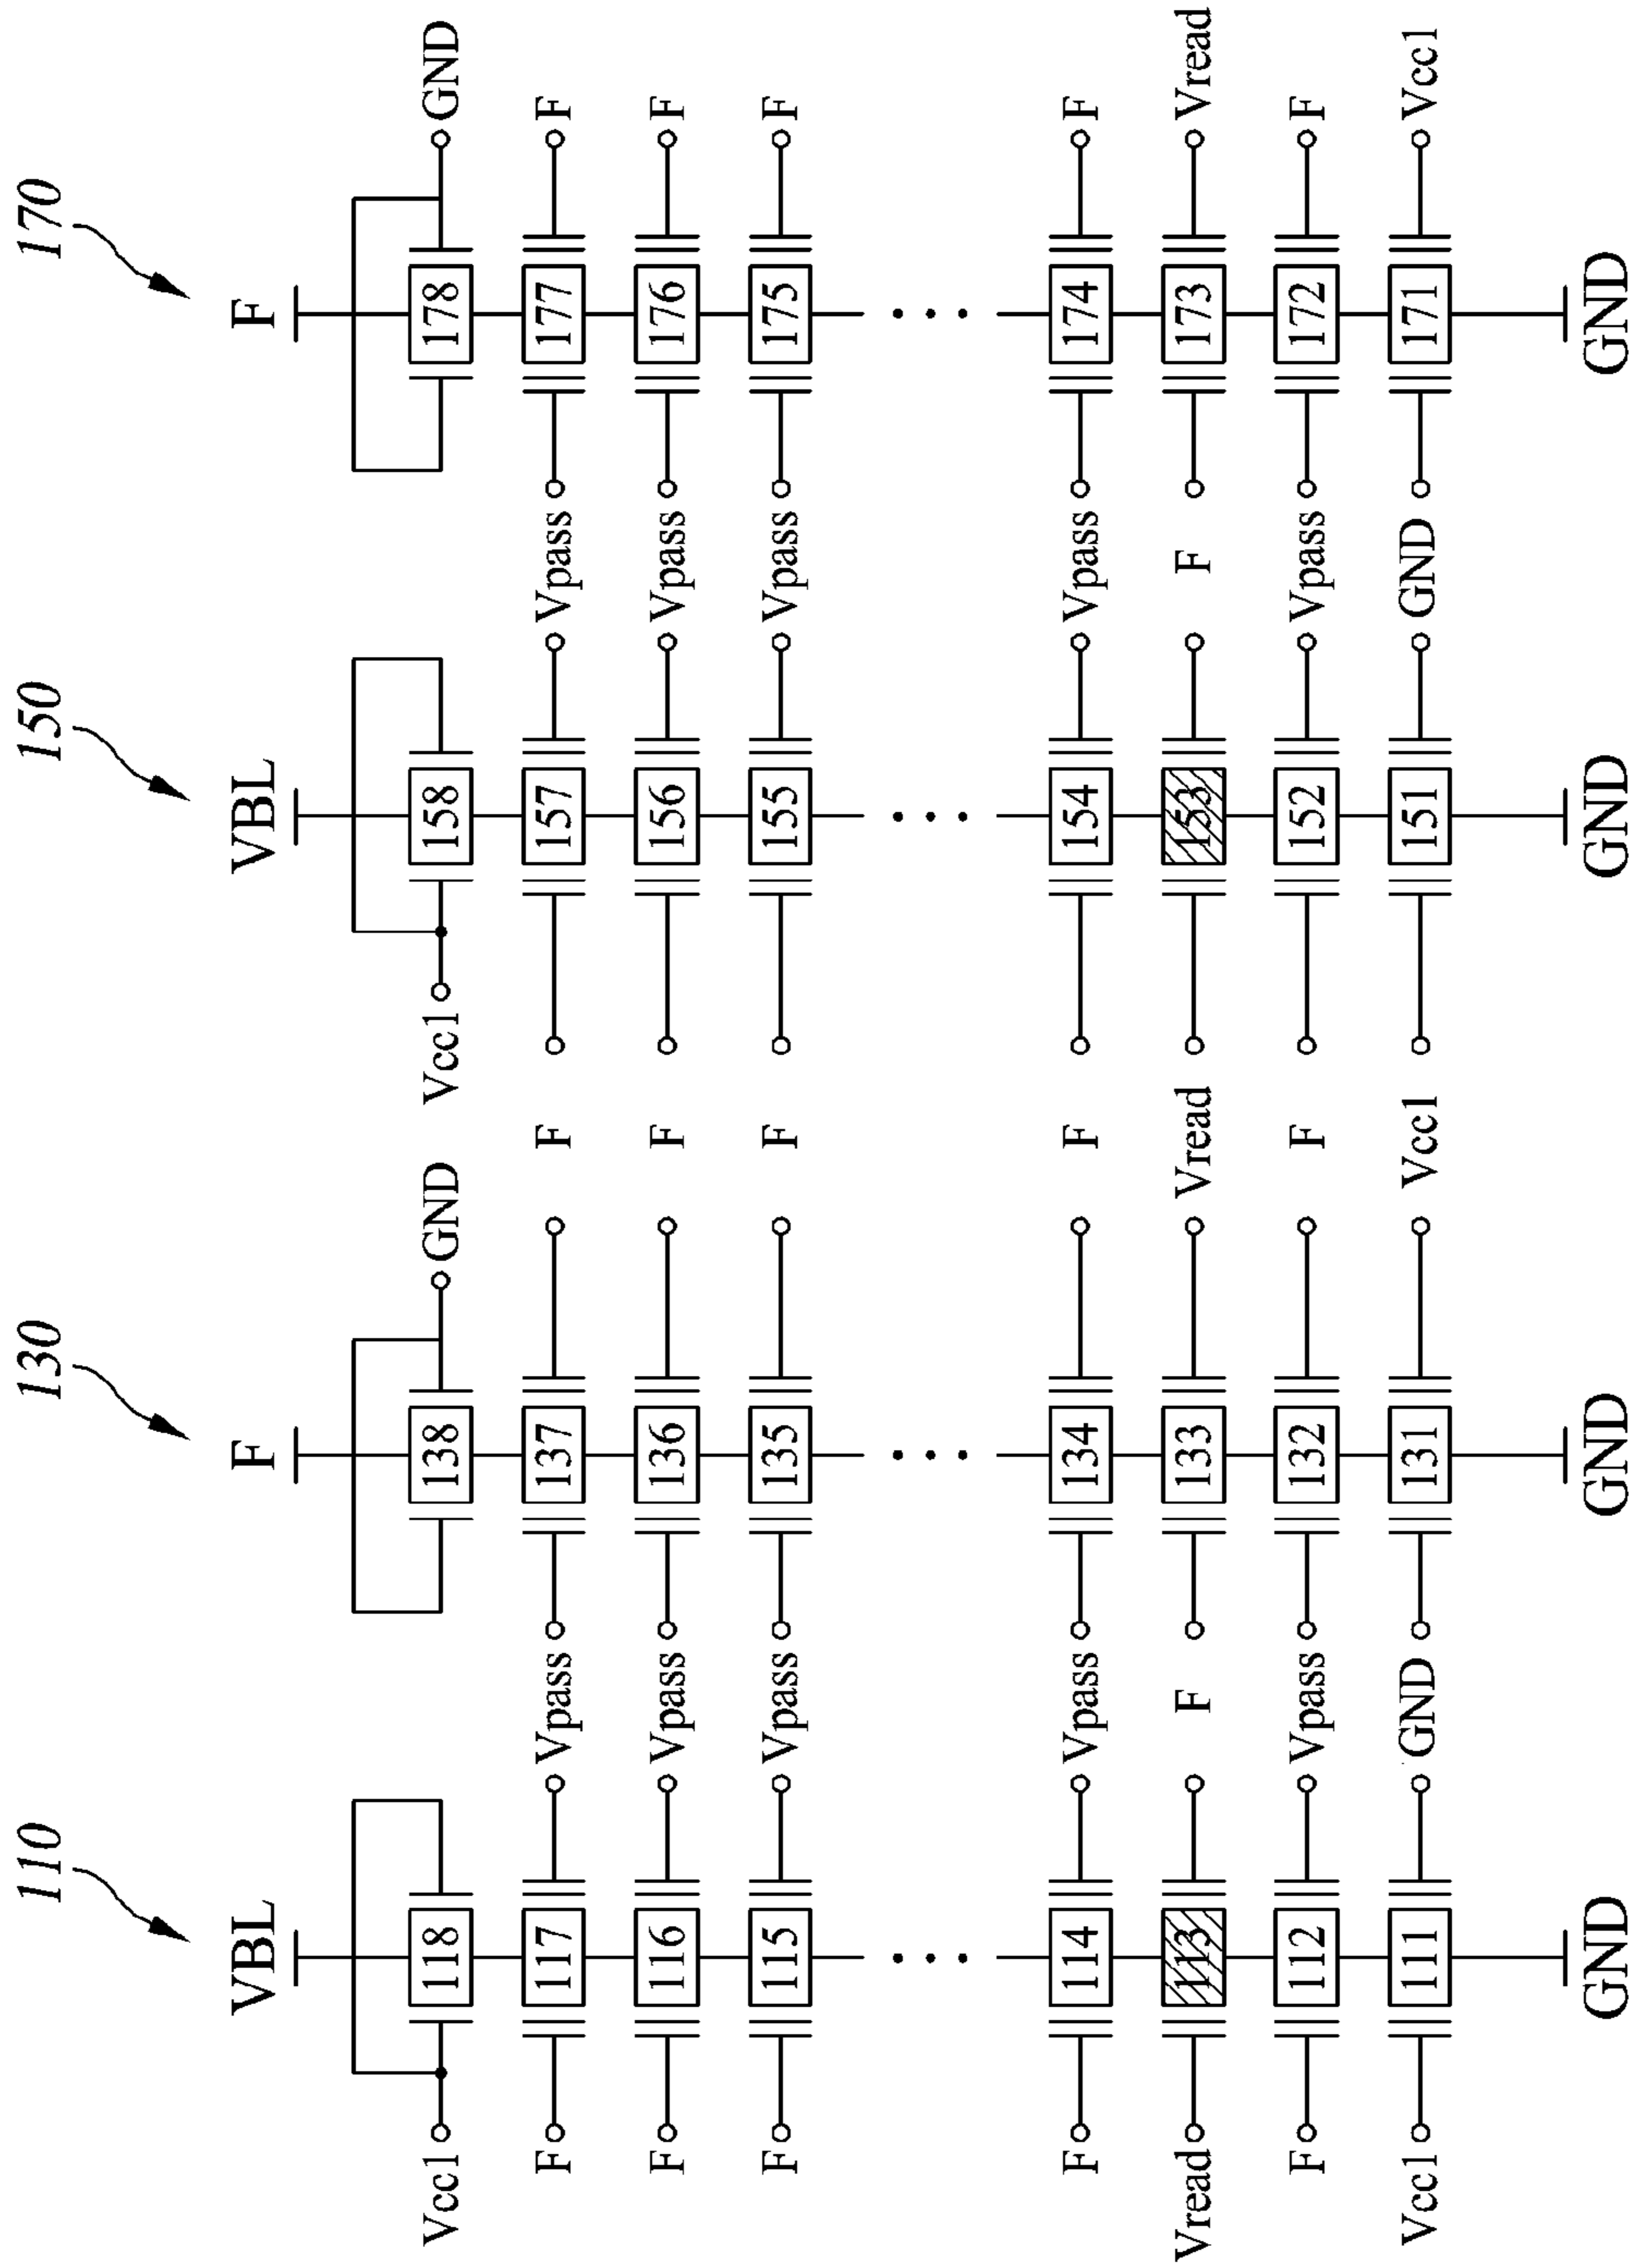 110 130 150 170
VBL F VBL F
Vcc1 118 138 GND Vcc1 158 178 GND
F 117 Vpass 137 F 157 Vpass 177 F
F 116 Vpass 136 F 156 Vpass 176 F
F 115 Vpass 135 F 155 Vpass 175 F
F 114 Vpass 134 F 154 Vpass 174 F
Vread 113 F 133 Vread 153 F 173 Vread
F 112 Vpass 132 F 152 Vpass 172 F
Vcc1 111 GND 131 Vcc1 151 GND 171 Vcc1
GND GND GND GND